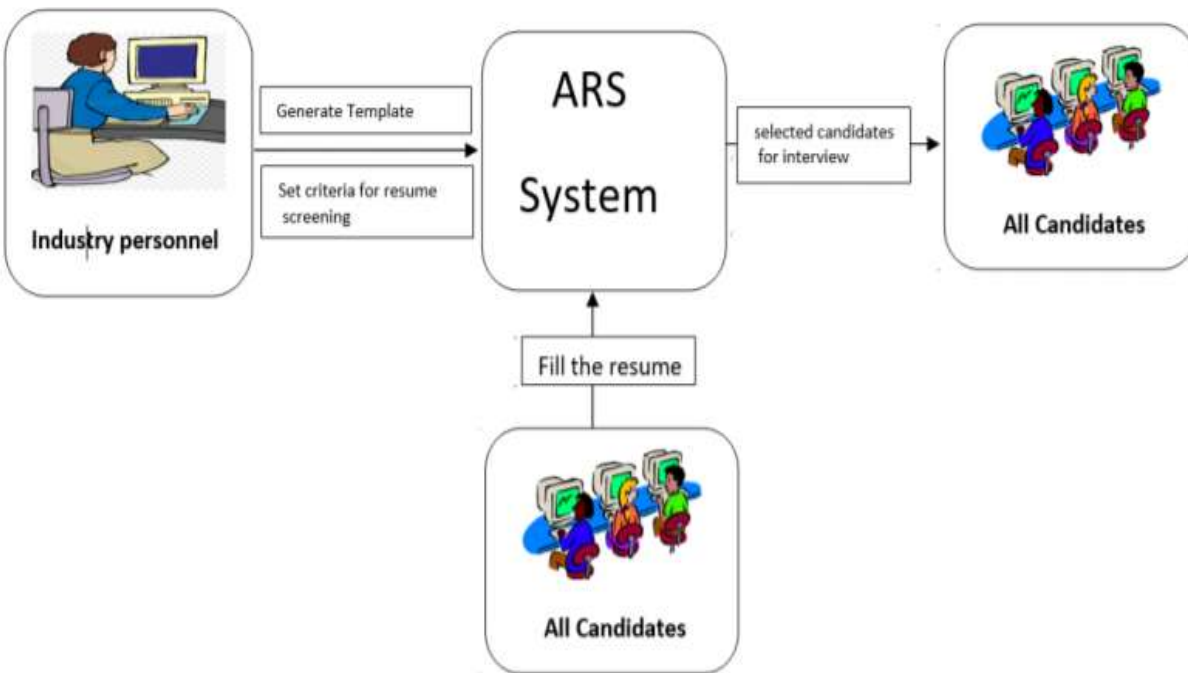 Industry personnel
Generate Template
Set criteria for resume
screening
ARS
System
selected candidates
for interview
All Candidates
Fill the resume
All Candidates